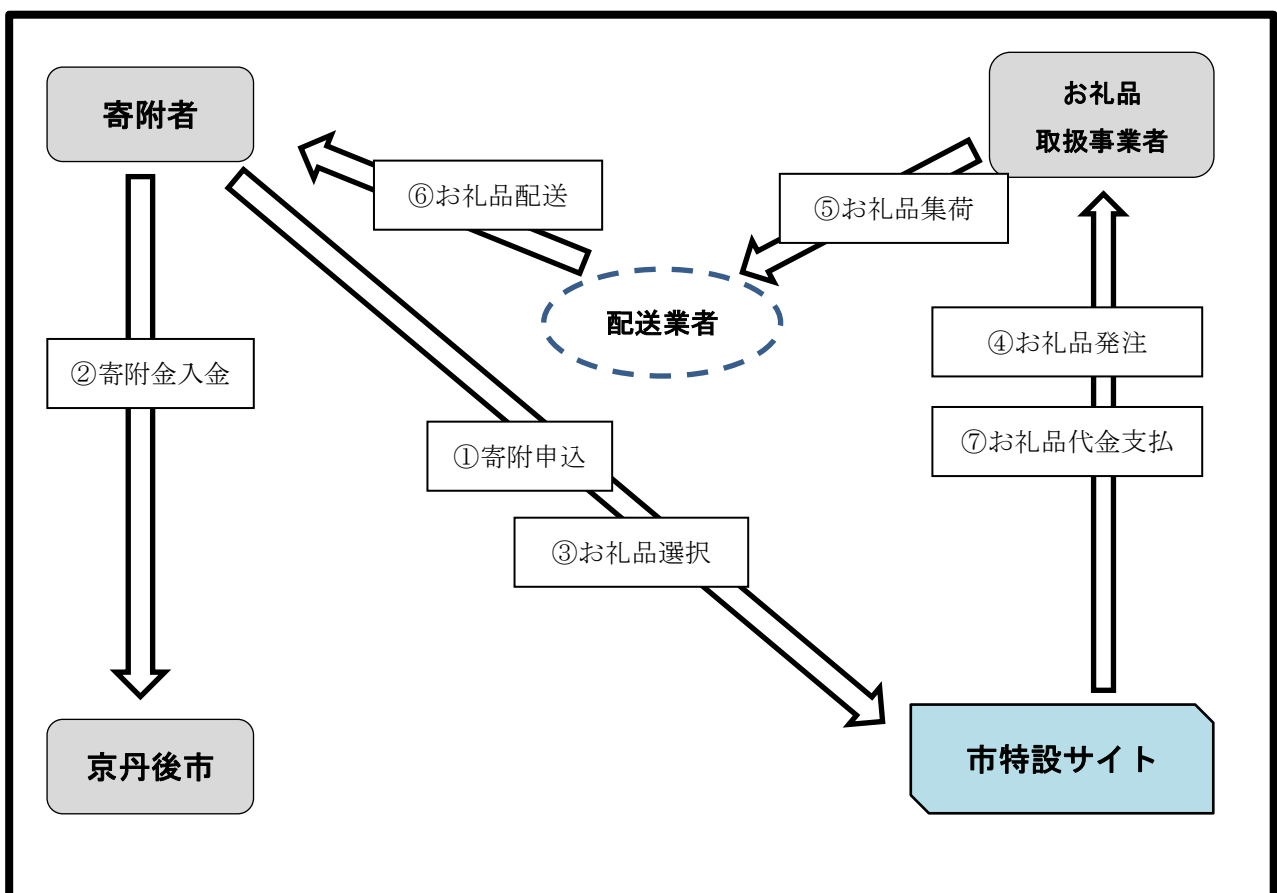 寄附者
お礼品
取扱事業者
⑥お礼品配送
⑤お礼品集荷
配送業者
④お礼品発注
②寄附金入金
⑦お礼品代金支払
①寄附申込
③お礼品選択
京丹後市
市特設サイト